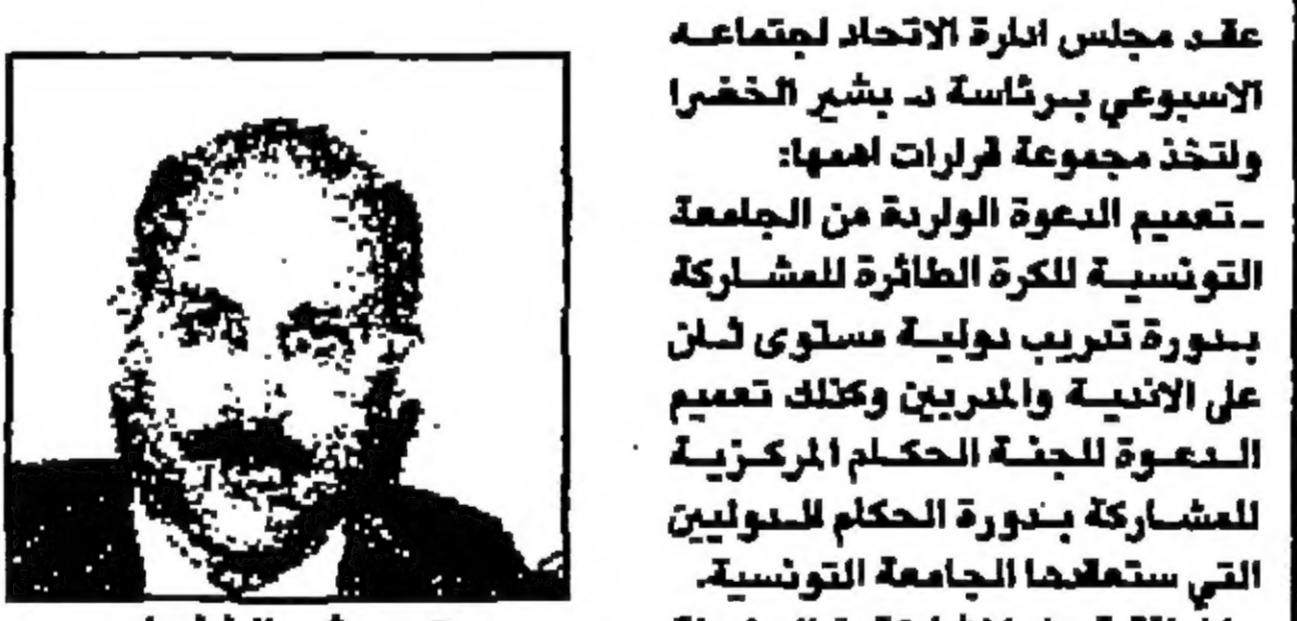 عقد مجلس ادارة الاتحاد اجتماعه
الاسبوعي برئاسة د. بشير الخضرا
واتخذ مجموعة قرارات اهمها:
ـ تعميم الدعوة الواردة من الجامعة
التونسية للكرة الطائرة للمشاركة
بدورة تدريب دولية مستوى ثان
على الاندية والمدربين وكذلك تعميم
الدعوة للجنة الحكام المركزية
للمشاركة بدورة الحكام الدوليين
التي ستعقدها الجامعة التونسية.